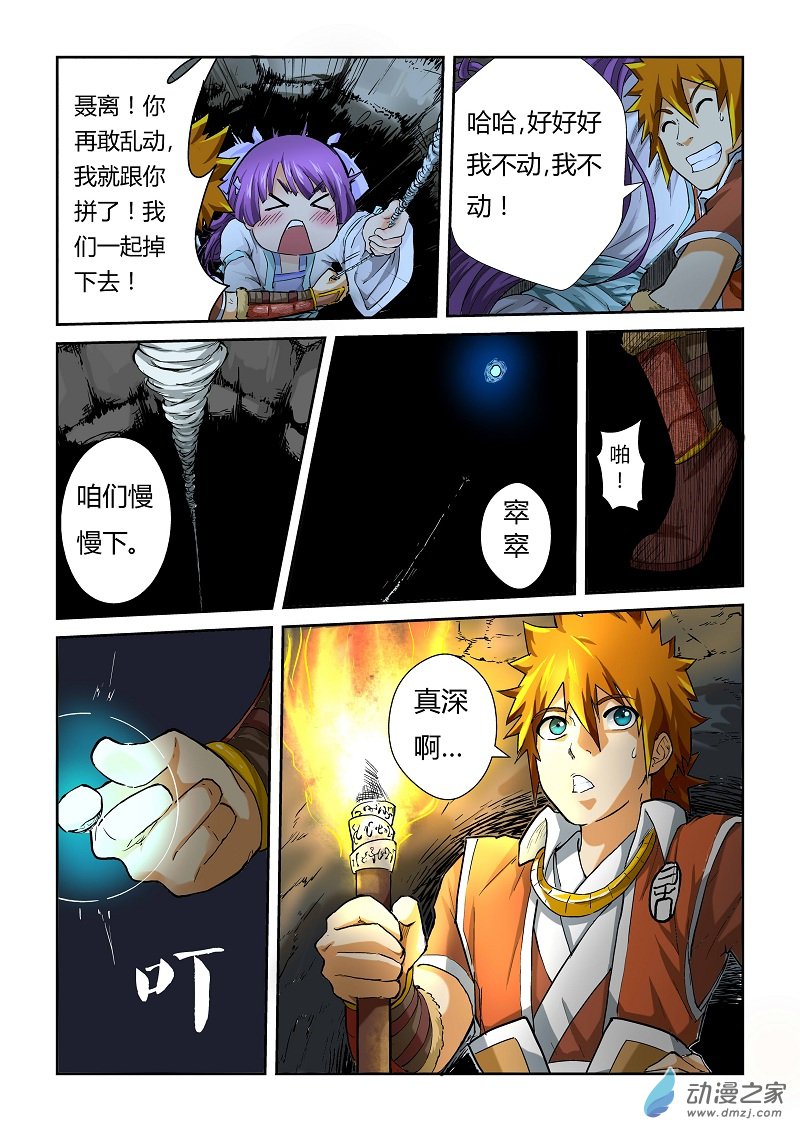 聂离！你
再敢乱动，
我就跟你
拼了！我
们一起掉
下去！
哈哈，好好好
我不动，我不
动！
咱们慢
慢下。
窣
窣
啪
！
叮
真深
啊…
动漫之家
www.dmzj.com